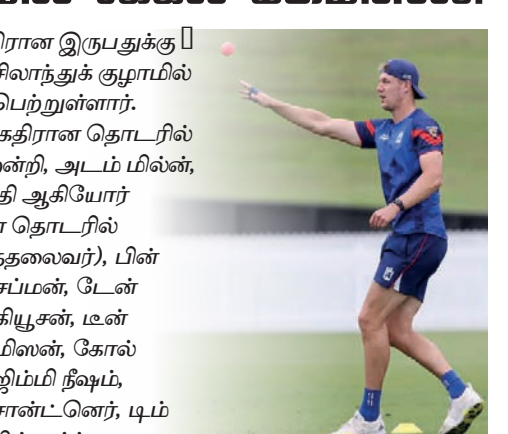 ரான இருபதுக்கு
சிலாந்துக் குழாமில்
பெற்றுள்ளார்.
கதிரான தொடரில்
ன்றி, அடம் மில்ன்,
தி ஆகியோர்
தொடரில்
தலைவர்), பின்
சப்மன், டேன்
கியூசன், டீன்
மிஸன், கோல்
ஜிம்மி நீஷம்,
சான்ட்னெர், டிம்